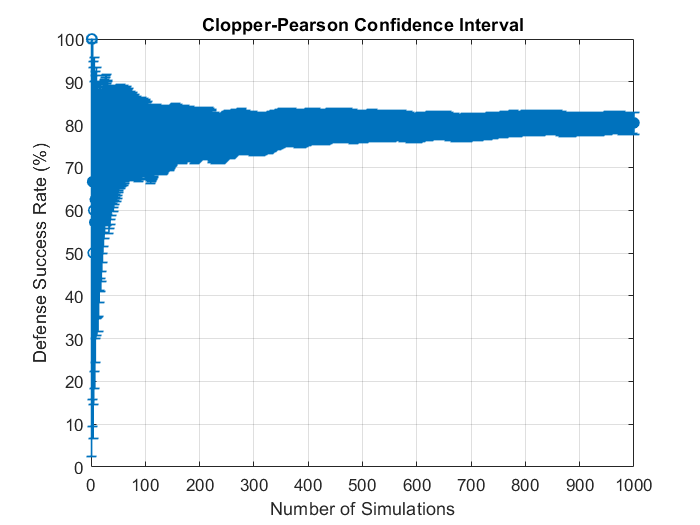 Clopper-Pearson Confidence Interval
Defense Success Rate (%)
100
90
80
70
60
50
40
30
20
10
0
0 100 200 300 400 500 600 700 800 900 1000
Number of Simulations